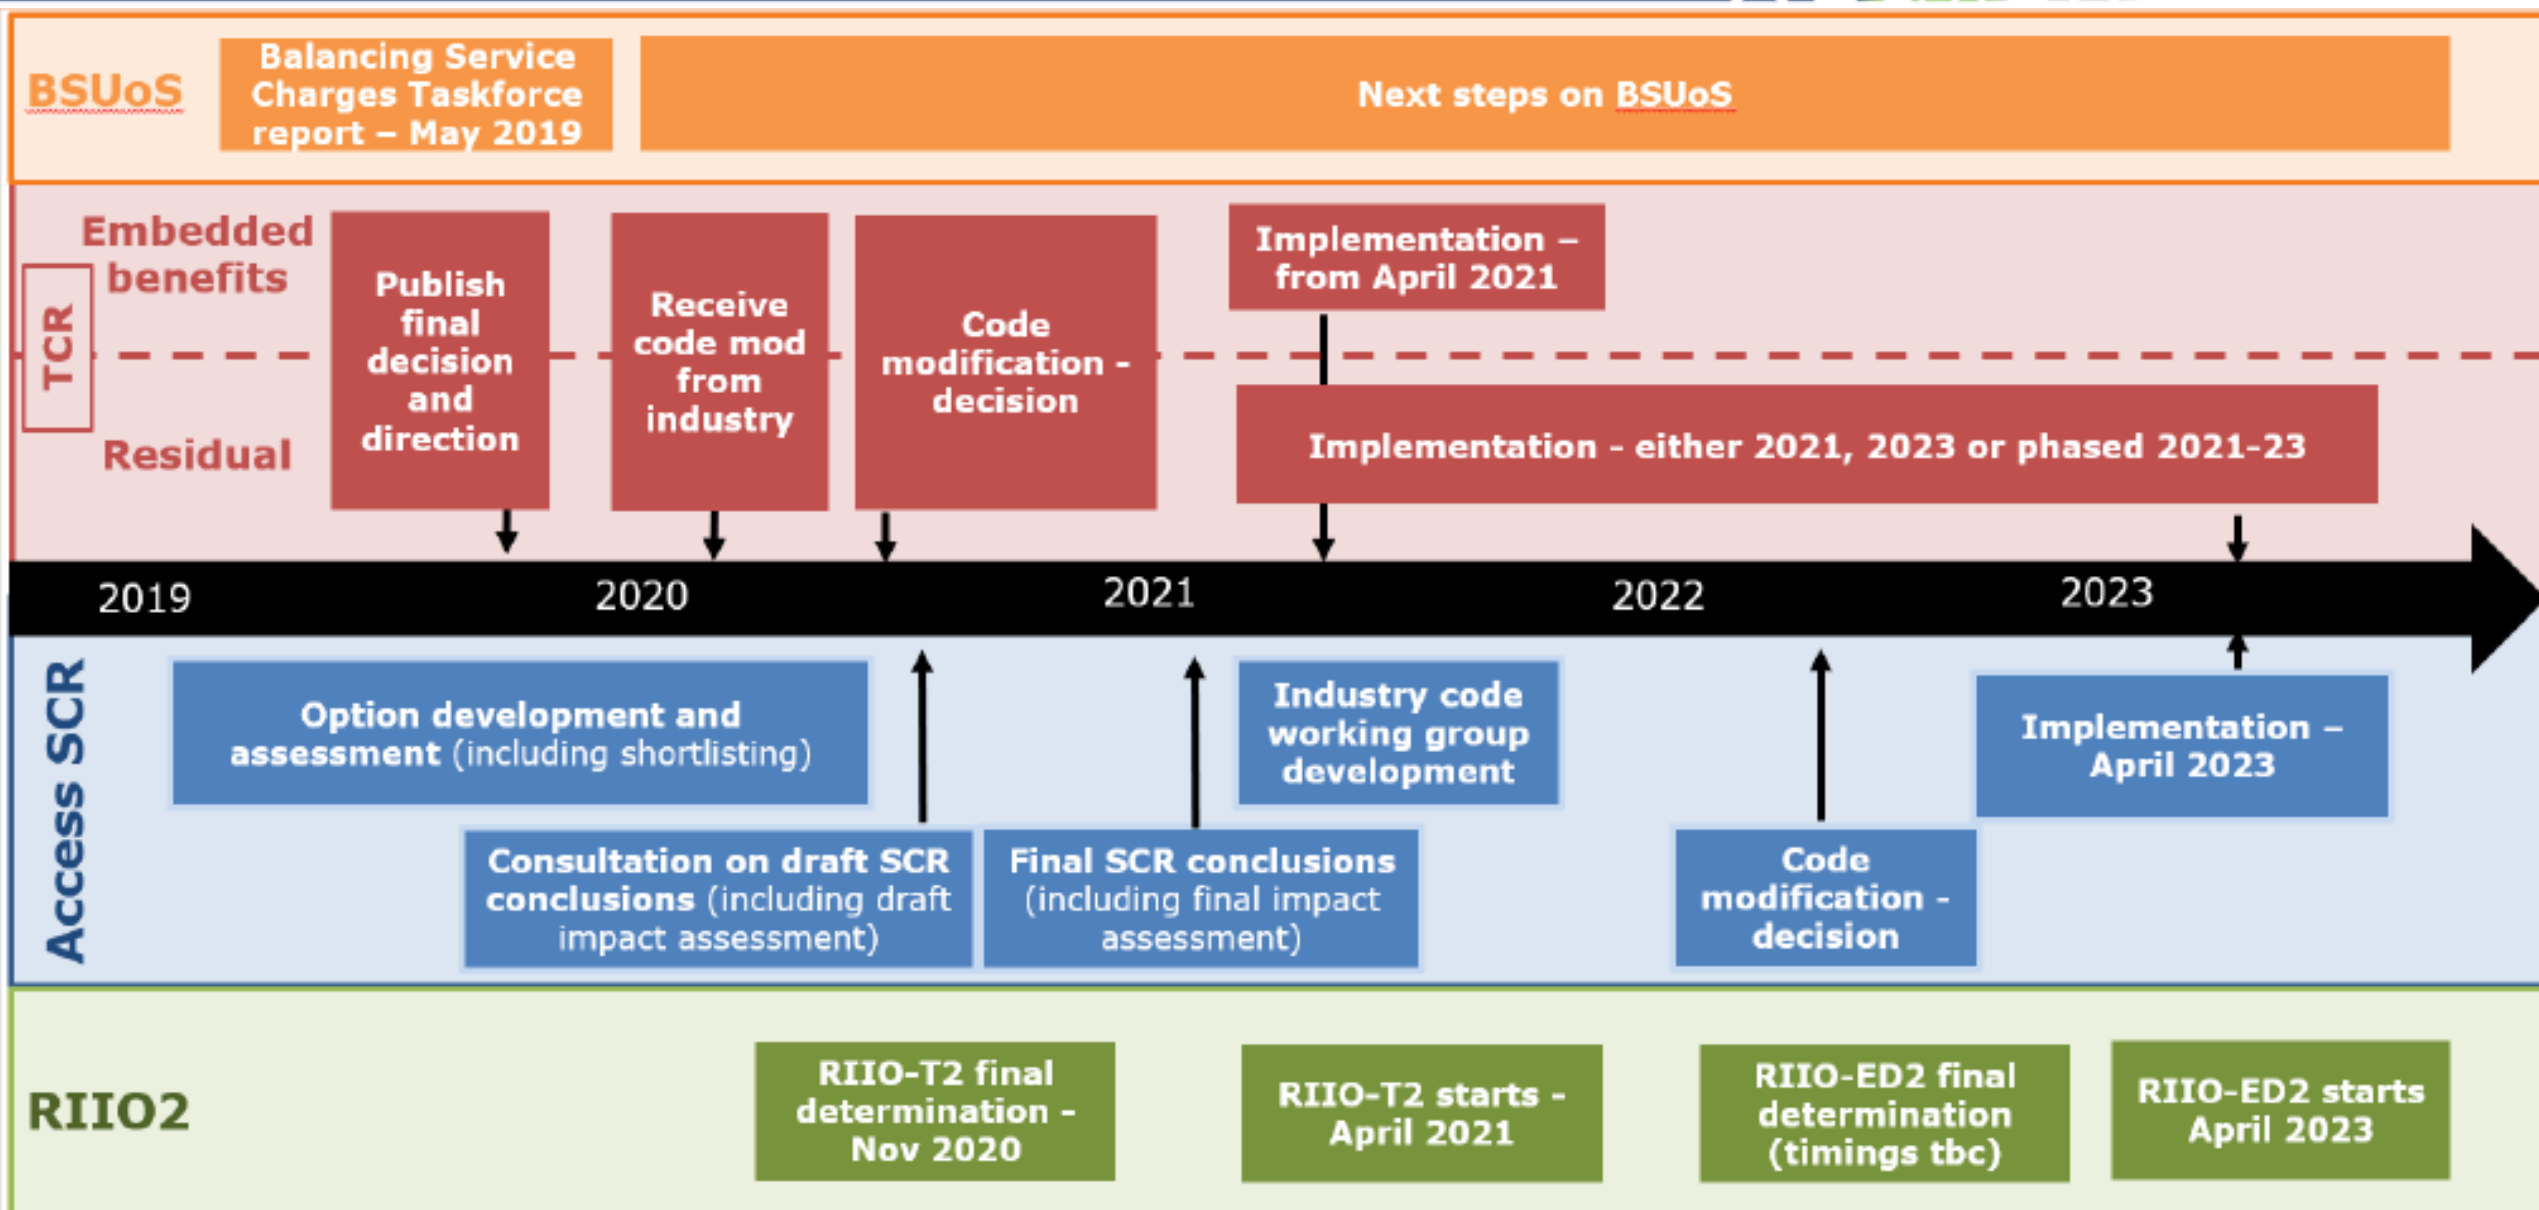 BSUoS
Balancing Service
Charges Taskforce
report – May 2019
Next steps on BSUoS
TCR
Embedded
benefits
Residual
Publish
final
decision
and
direction
Receive
code mod
from
industry
Code
modification -
decision
Implementation –
from April 2021
Implementation - either 2021, 2023 or phased 2021-23
2019
2020
2021
2022
2023
Access SCR
Option development and
assessment (including shortlisting)
Consultation on draft SCR
conclusions (including draft
impact assessment)
Final SCR conclusions
(including final impact
assessment)
Industry code
working group
development
Code
modification -
decision
Implementation –
April 2023
RIIO2
RIIO-T2 final
determination -
Nov 2020
RIIO-T2 starts -
April 2021
RIIO-ED2 final
determination
(timings tbc)
RIIO-ED2 starts
April 2023